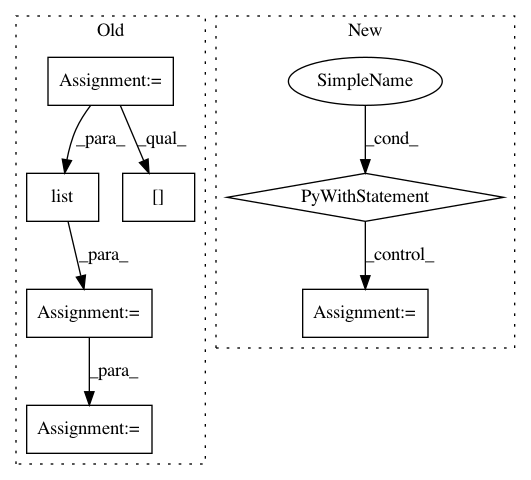 Old
New
Assignment:=
SimpleName
_para_
_qual_
_cond_
list
[]
PyWithStatement
_para_
_control_
Assignment:=
Assignment:=
_para_
Assignment:=